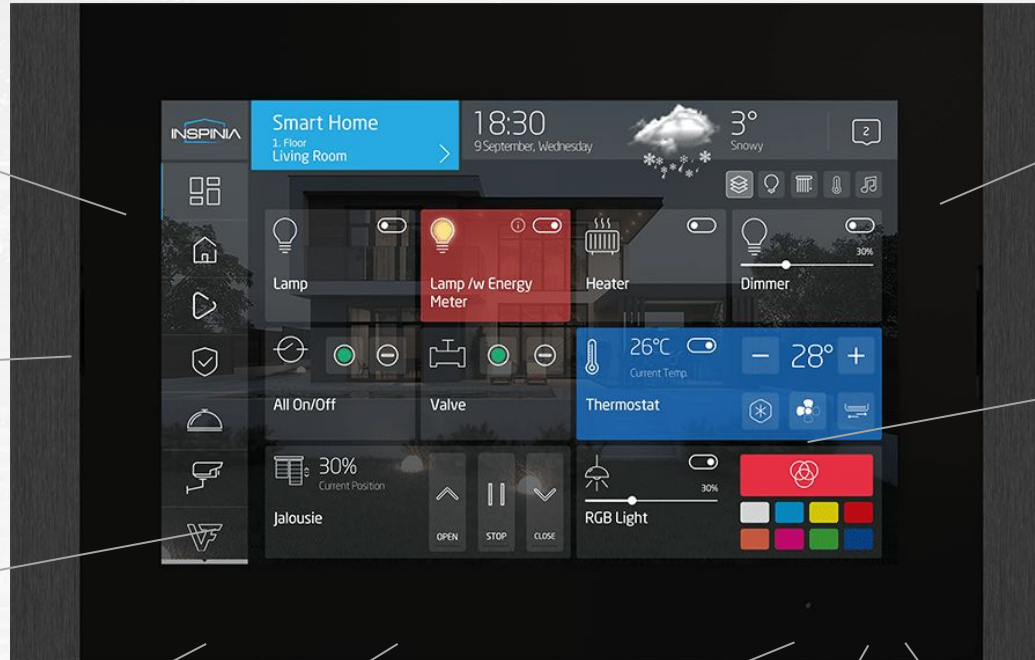 INSPINIA
Smart Home
1. Floor
Living Room
18:30
9 September, Wednesday
3°
Snowy
2
Lamp
Lamp /w Energy
Meter
Heater
30%
Dimmer
All On/Off
Valve
26°C
Current Temp.
28°
Thermostat
30%
Current Position
Jalousie
OPEN
STOP
CLOSE
30%
RGB Light
VF